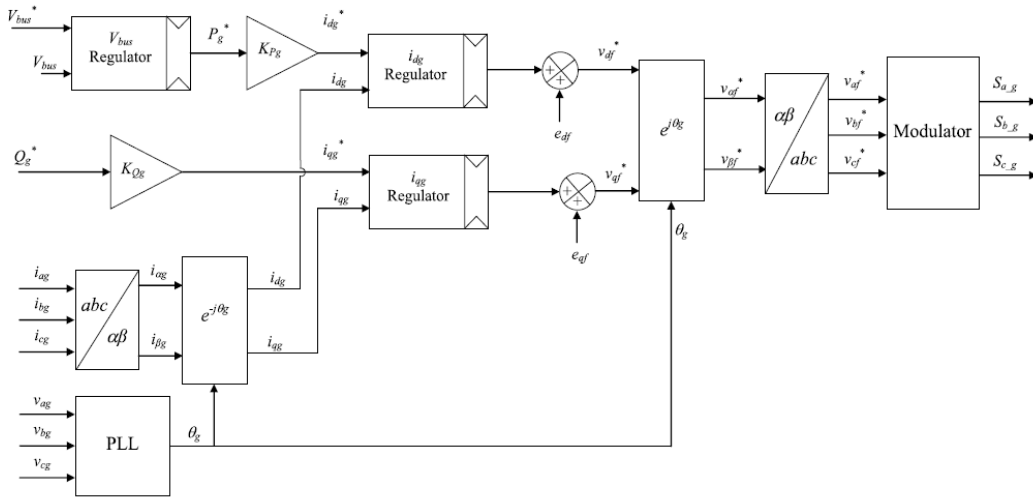 V_bus*
V_bus
V_bus
Regulator
P_g*
K_Pg
i_dg*
i_dg
i_dg
Regulator
+
+
e_df
v_df*
Q_g*
K_Qg
i_qg*
i_qg
i_qg
Regulator
+
+
e_qf
v_qf*
e^jθg
θ_g
v_αf*
v_βf*
αβ
abc
v_af*
v_bf*
v_cf*
Modulator
S_a_g
S_b_g
S_c_g
i_ag
i_bg
i_cg
abc
αβ
i_αg
i_βg
e^-jθg
i_dg
i_qg
v_ag
v_bg
v_cg
PLL
θ_g